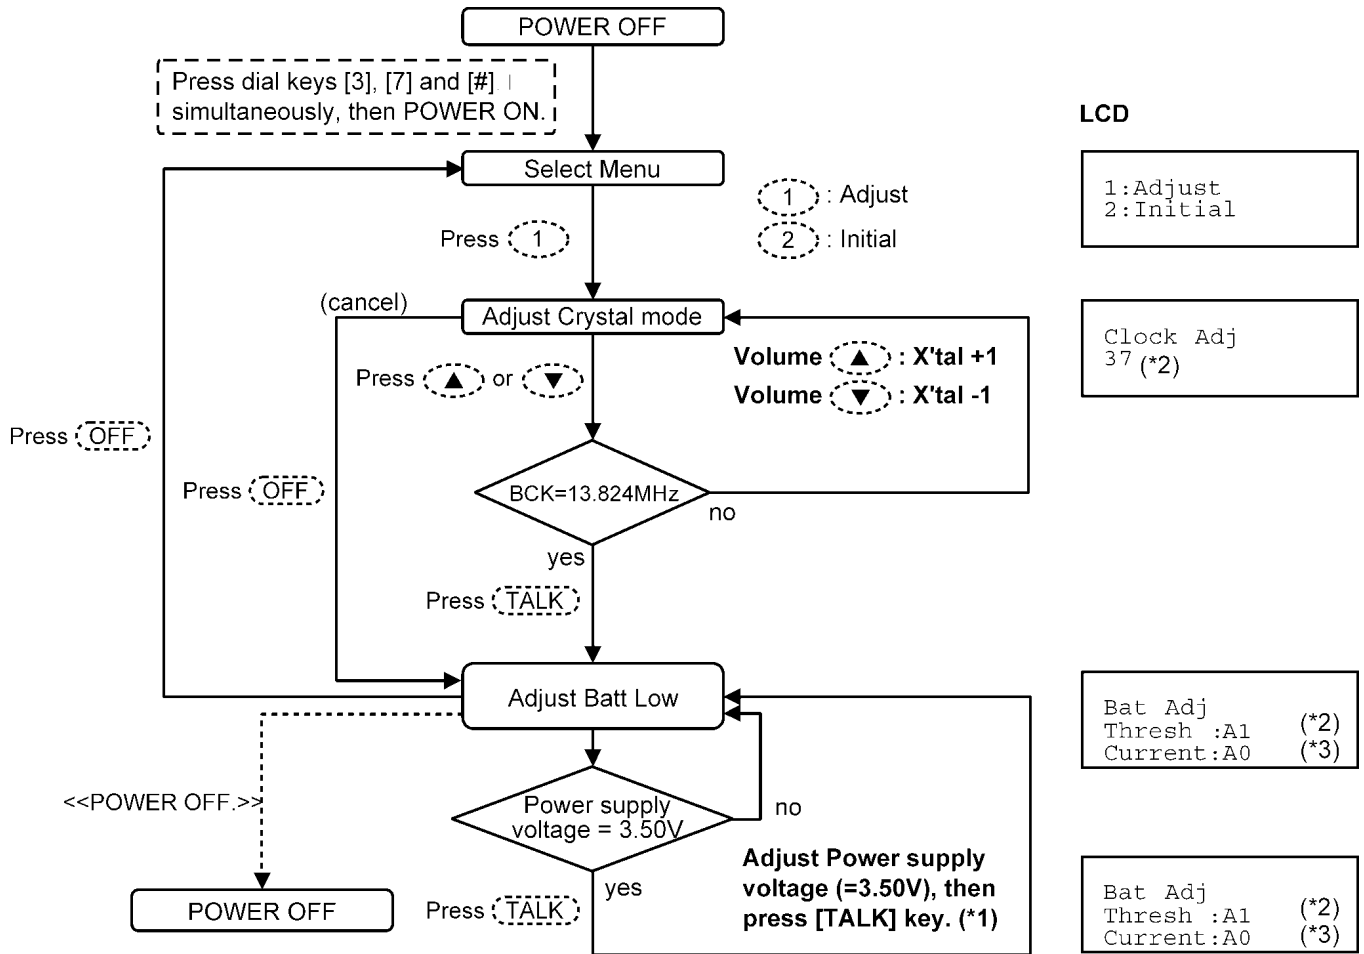 POWER OFF
Press dial keys [3], [7] and [#]
simultaneously, then POWER ON.
LCD
Select Menu
1:Adjust
2:Initial
1 : Adjust
Press 1
2 : Initial
(cancel)
Adjust Crystal mode
Clock Adj
37 (*2)
Volume ▲ : X'tal +1
Press ▲ or ▼
Volume ▼ : X'tal -1
Press OFF
Press OFF
BCK=13.824MHz
no
yes
Press TALK
Adjust Batt Low
Bat Adj
Thresh :A1 (*2)
Current:A0 (*3)
<<POWER OFF.>>
Power supply
voltage = 3.50V
no
Adjust Power supply
voltage (=3.50V), then
press [TALK] key. (*1)
yes
Press TALK
POWER OFF
Bat Adj
Thresh :A1 (*2)
Current:A0 (*3)